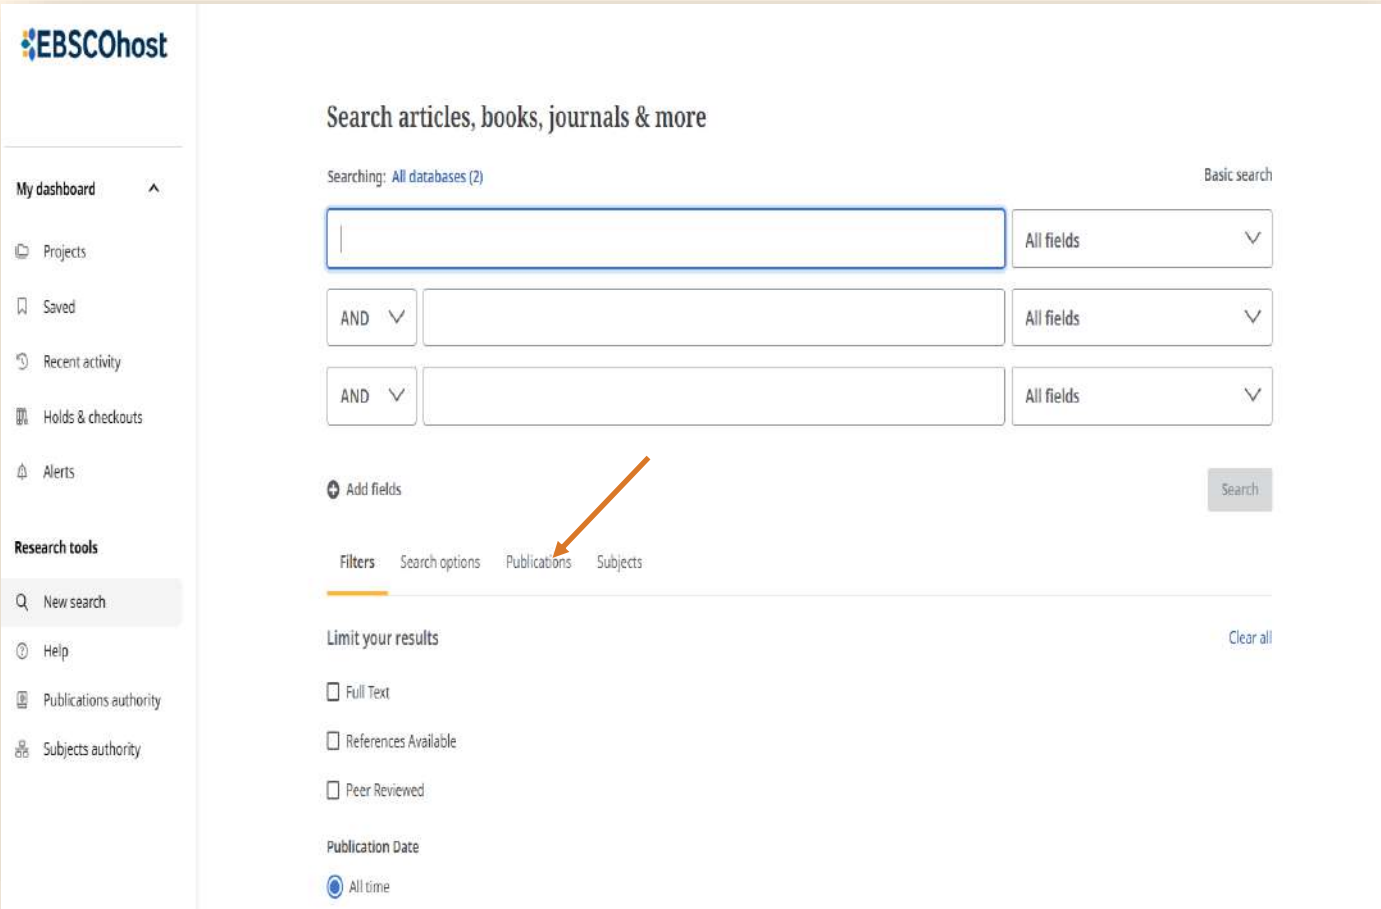 EBSCOhost
My dashboard
Projects
Saved
Recent activity
Holds & checkouts
Alerts
Research tools
New search
Help
Publications authority
Subjects authority
Search articles, books, journals & more
Searching: All databases (2)
Basic search
All fields
AND
All fields
AND
All fields
Add fields
Search
Filters Search options Publications Subjects
Limit your results
Clear all
Full Text
References Available
Peer Reviewed
Publication Date
All time